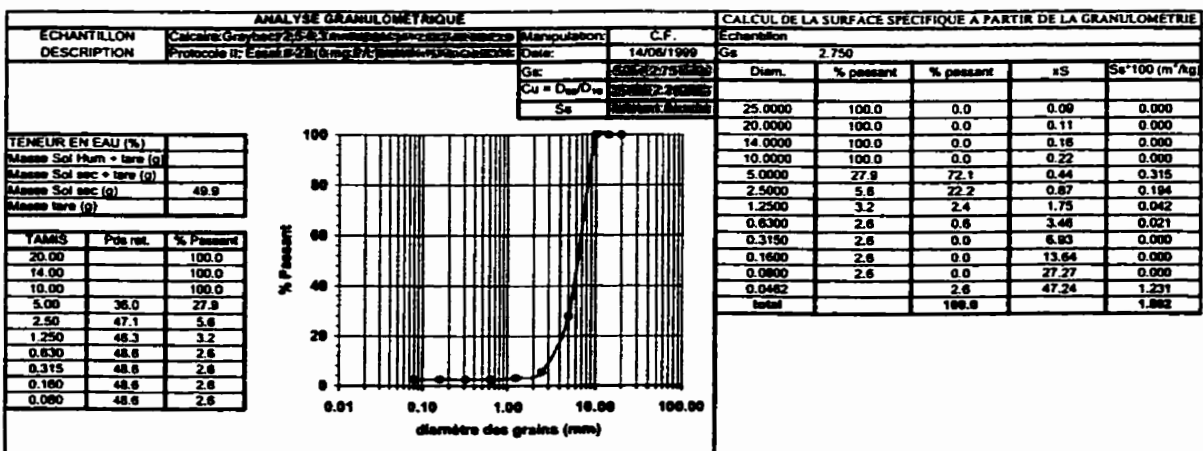 ANALYSE GRANULOMÉTRIQUE
ÉCHANTILLON Calcaire Graybec 2,5-6,3 Manipulation: C.F.
DESCRIPTION Protocole II; Date: 14/06/1999
Gs:
Cu = D60/D10
Ss
TENEUR EN EAU (%)
Masse Sol Hum + tare (g)
Masse Sol sec + tare (g)
Masse Sol sec (g) 49.9
Masse tare (g)
TAMIS Pds ret. % Passant
20.00 100.0
14.00 100.0
10.00 100.0
5.00 36.0 27.9
2.50 47.1 5.6
1.250 48.3 3.2
0.630 48.6 2.6
0.315 48.6 2.6
0.160 48.6 2.6
0.080 48.6 2.6
% Passant
100
80
60
40
20
0
0.01 0.10 1.00 10.00 100.00
diamètre des grains (mm)
CALCUL DE LA SURFACE SPÉCIFIQUE A PARTIR DE LA GRANULOMÉTRIE
Echantillon
Gs 2.750
Diam. % passant % passant xS Ss*100 (m²/kg)
25.0000 100.0 0.0 0.09 0.000
20.0000 100.0 0.0 0.11 0.000
14.0000 100.0 0.0 0.16 0.000
10.0000 100.0 0.0 0.22 0.000
5.0000 27.9 72.1 0.44 0.315
2.5000 5.6 22.2 0.87 0.194
1.2500 3.2 2.4 1.75 0.042
0.6300 2.6 0.6 3.46 0.021
0.3150 2.6 0.0 6.93 0.000
0.1600 2.6 0.0 13.64 0.000
0.0800 2.6 0.0 27.27 0.000
0.0462 2.6 47.24 1.231
total 100.0